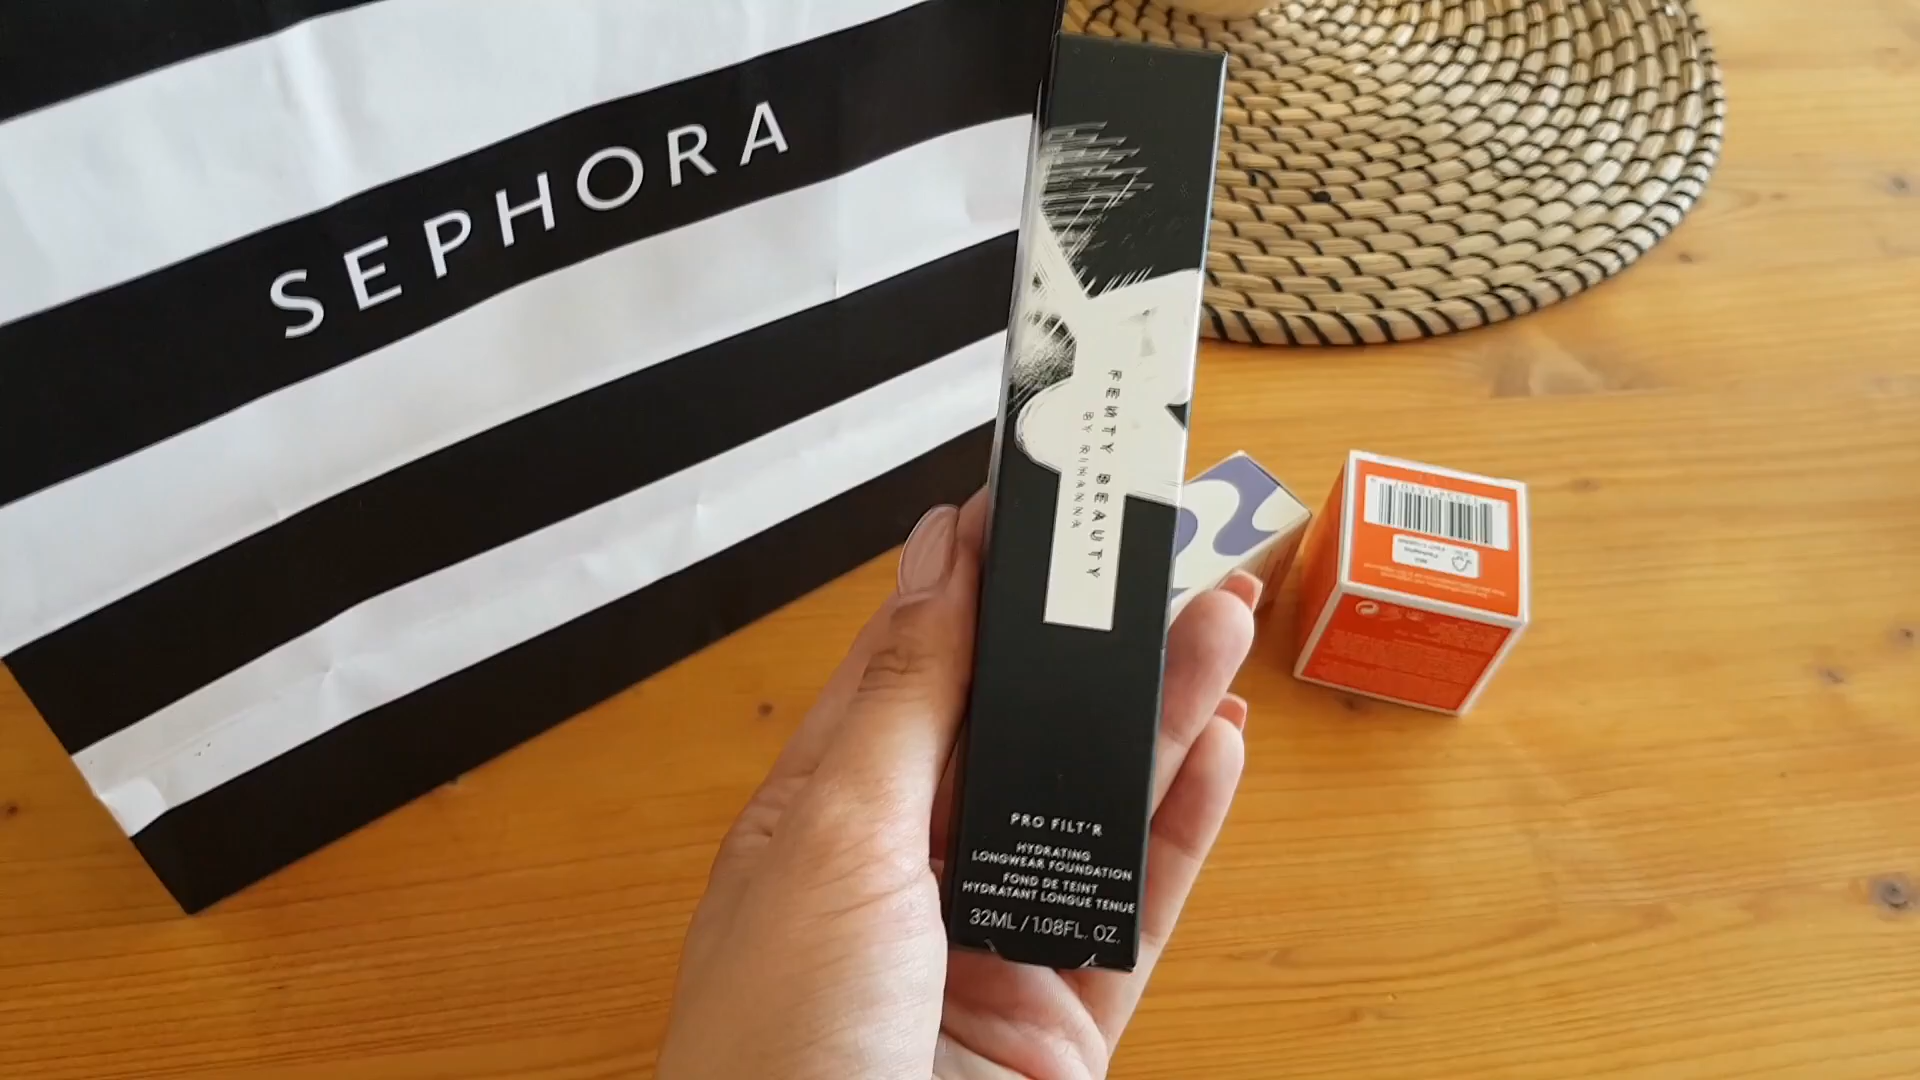 SEPHORA
FENTY BEAUTY
BY RIHANNA
PRO FILT'R
HYDRATING
LONGWEAR FOUNDATION
FOND DE TEINT
HYDRATANT LONGUE TENUE
32ML / 1.08FL. OZ.